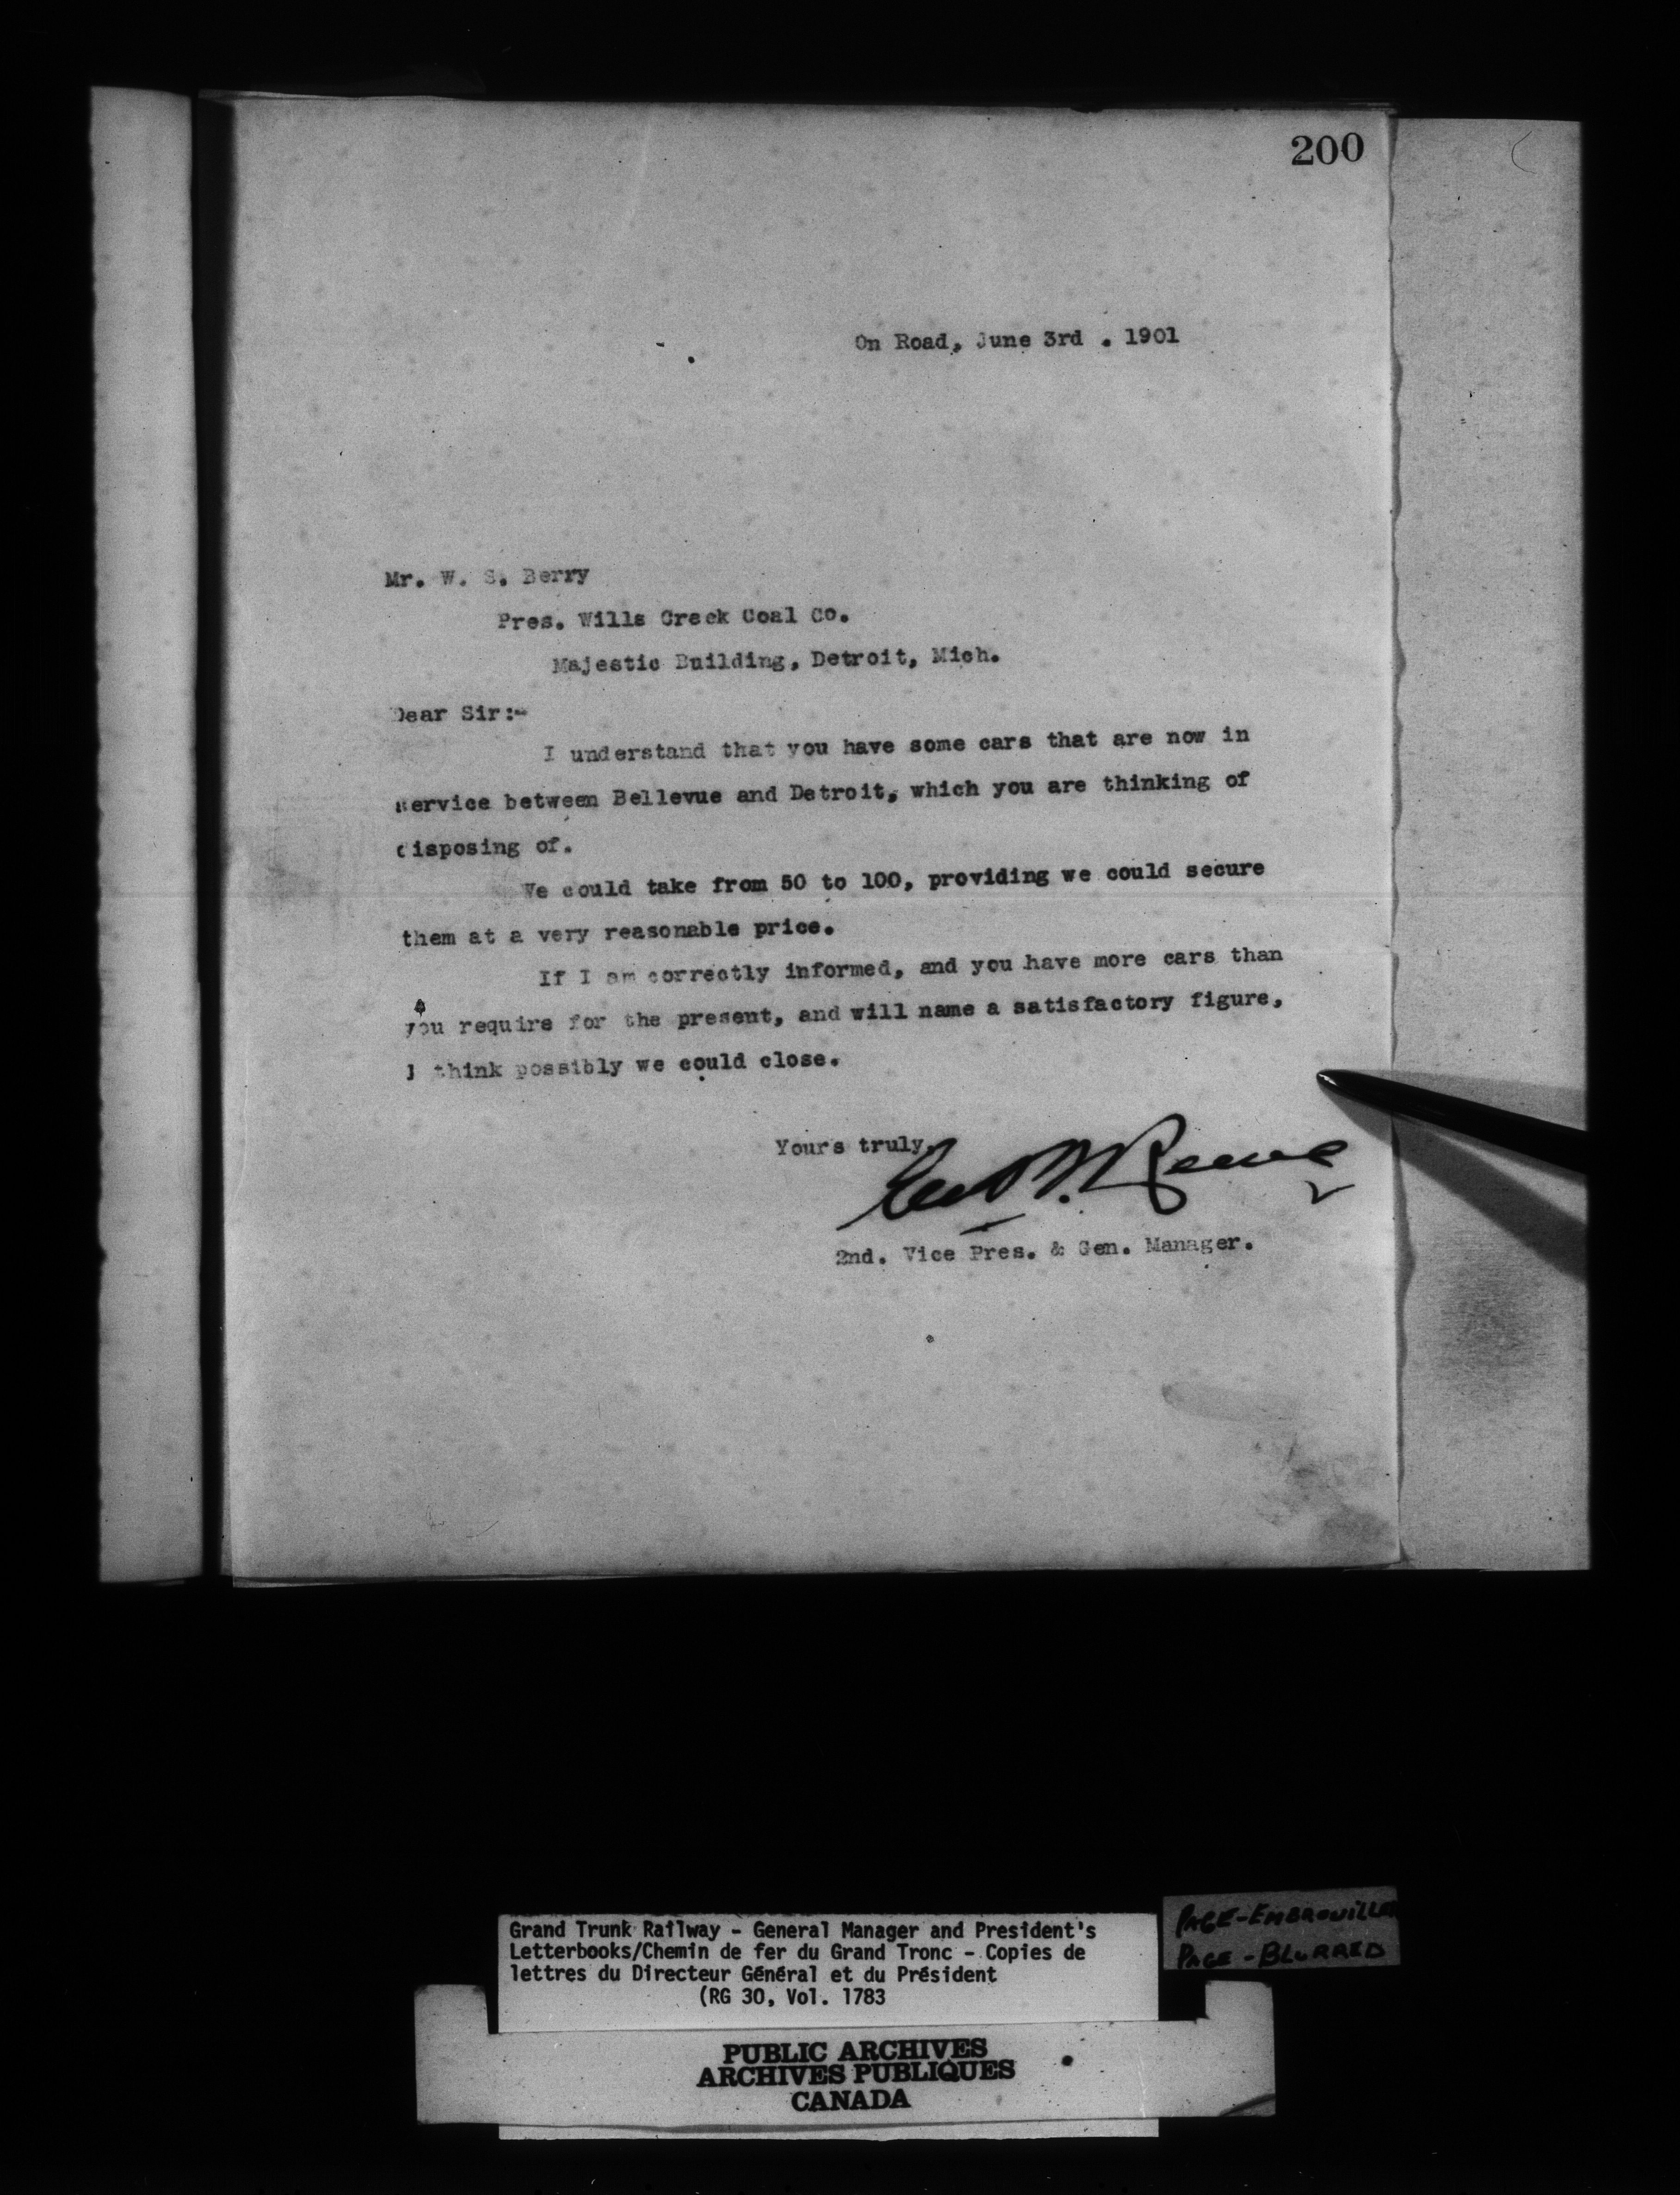 200
On Road, June 3rd . 1901
Mr. W. S. Berry
Pres. Wills Creek Coal Co.
Majestic Building, Detroit, Mich.
Dear Sir:-
I understand that you have some cars that are now in
service between Bellevue and Detroit, which you are thinking of
disposing of.
We could take from 50 to 100, providing we could secure
them at a very reasonable price.
If I am correctly informed, and you have more cars than
you require for the present, and will name a satisfactory figure,
I think possibly we could close.
Yours truly,
Geo B. Reeve
2nd. Vice Pres. & Gen. Manager.
Grand Trunk Railway - General Manager and President's
Letterbooks/Chemin de fer du Grand Tronc - Copies de
lettres du Directeur Général et du Président
(RG 30, Vol. 1783
PAGE-EMBROUILLEE
PAGE-BLURRED
PUBLIC ARCHIVES
ARCHIVES PUBLIQUES
CANADA